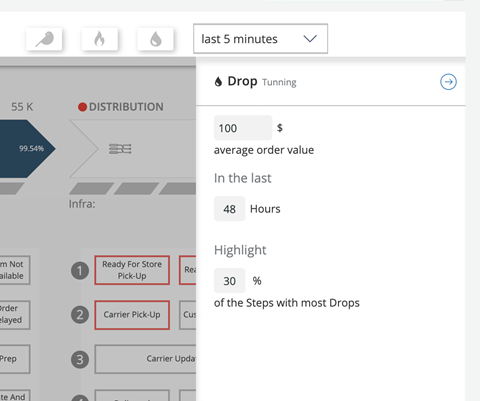 last 5 minutes
55 K
DISTRIBUTION
99.54%
Infra:
m Not
ailable
1
Ready For Store
Pick-Up
Rea
rder
elayed
2
Carrier Pick-Up
Cus
Prep
3
Carrier Upda
te And
4
Drop Tunning
100 $
average order value
In the last
48 Hours
Highlight
30 %
of the Steps with most Drops